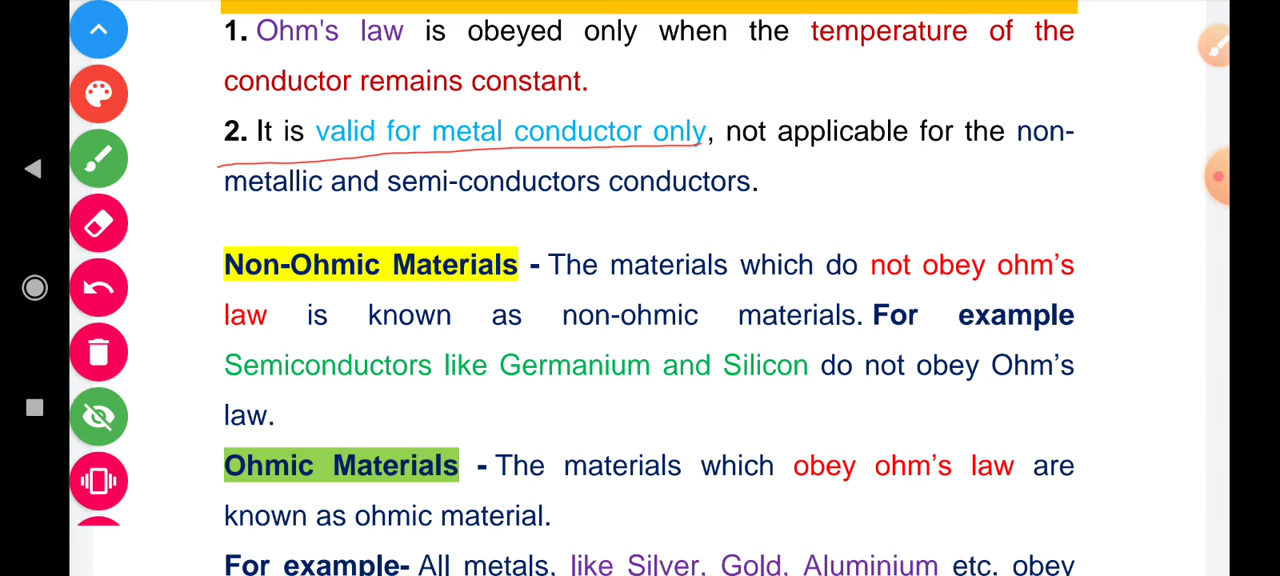 1. Ohm's law is obeyed only when the temperature of the
conductor remains constant.
2. It is valid for metal conductor only, not applicable for the non-
metallic and semi-conductors conductors.
Non-Ohmic Materials - The materials which do not obey ohm’s
law is known as non-ohmic materials. For example
Semiconductors like Germanium and Silicon do not obey Ohm’s
law.
Ohmic Materials - The materials which obey ohm’s law are
known as ohmic material.
For example- All metals, like Silver, Gold, Aluminium etc. obey